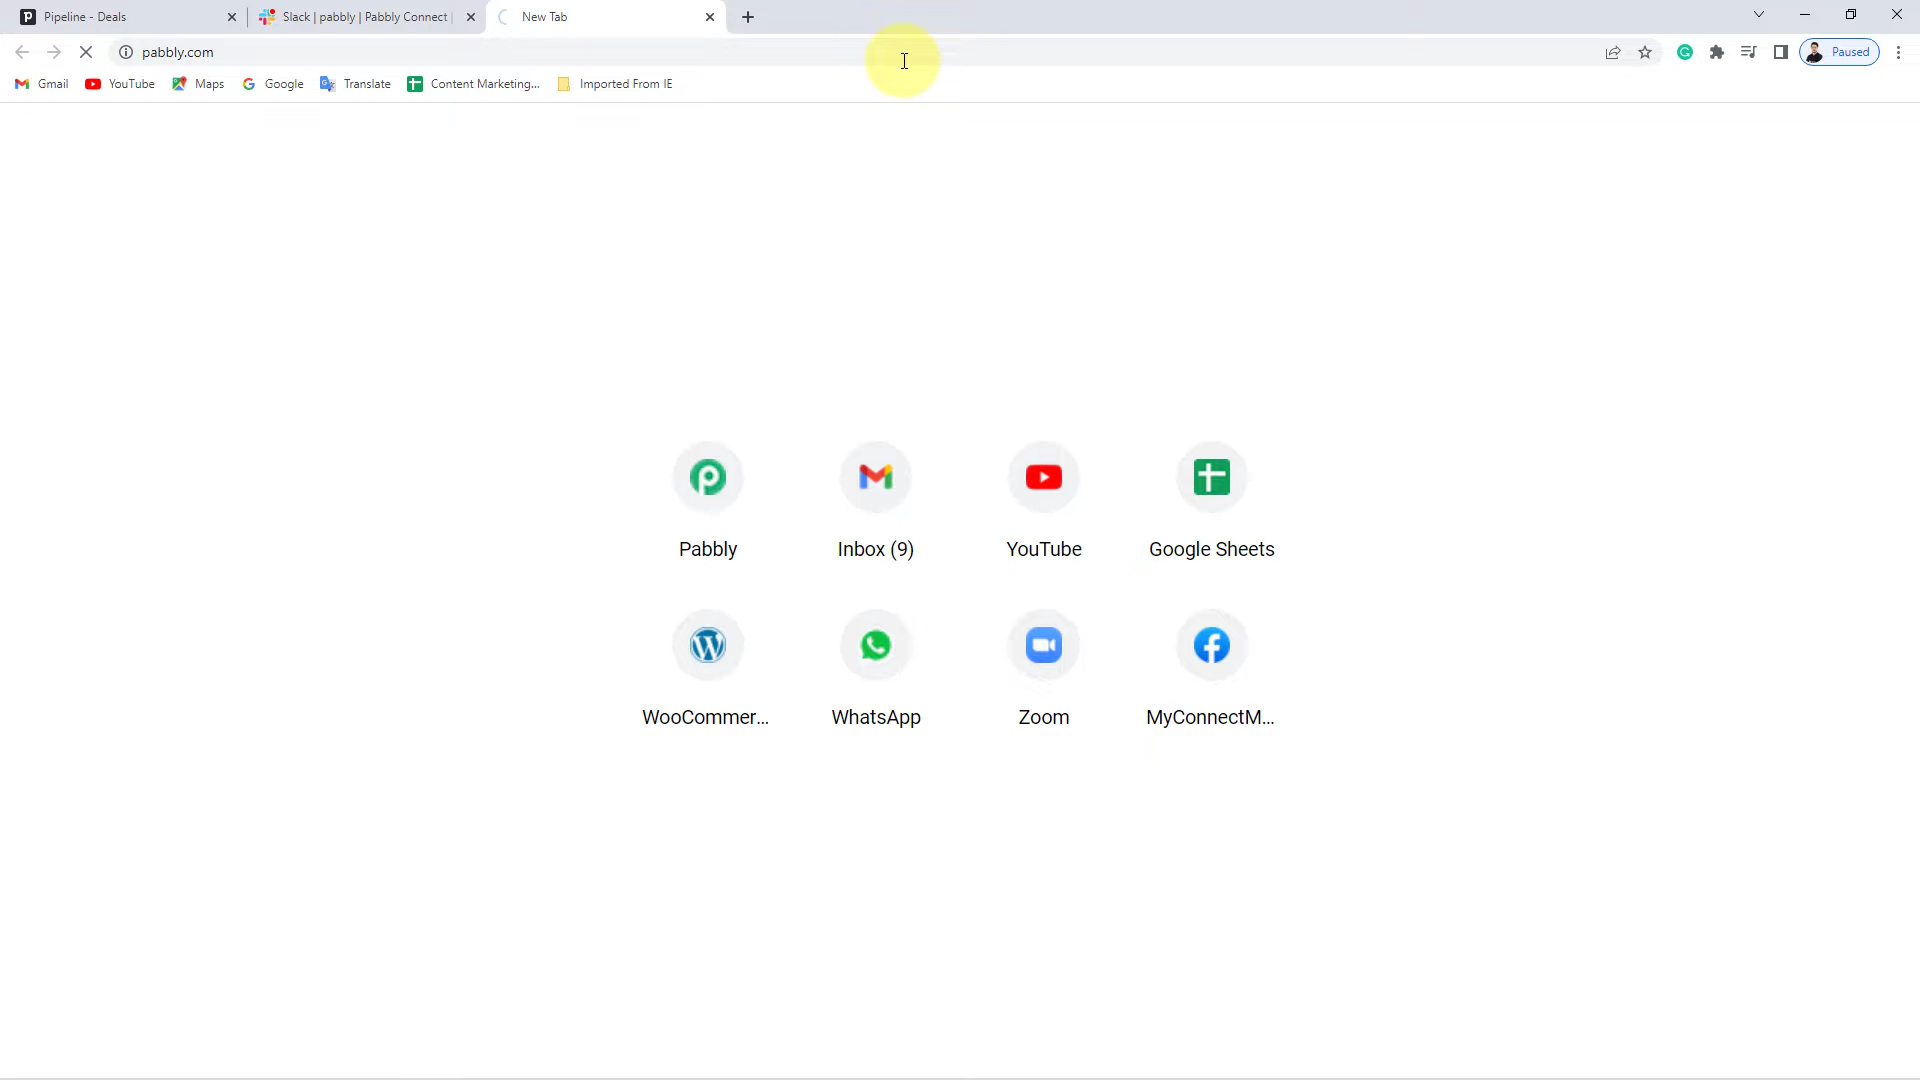 Pipeline - Deals
Slack | pabbly | Pabbly Connect |
New Tab
pabbly.com
Paused
Gmail
YouTube
Maps
Google
Translate
Content Marketing...
Imported From IE
Pabbly
Inbox (9)
YouTube
Google Sheets
WooCommer...
WhatsApp
Zoom
MyConnectM...